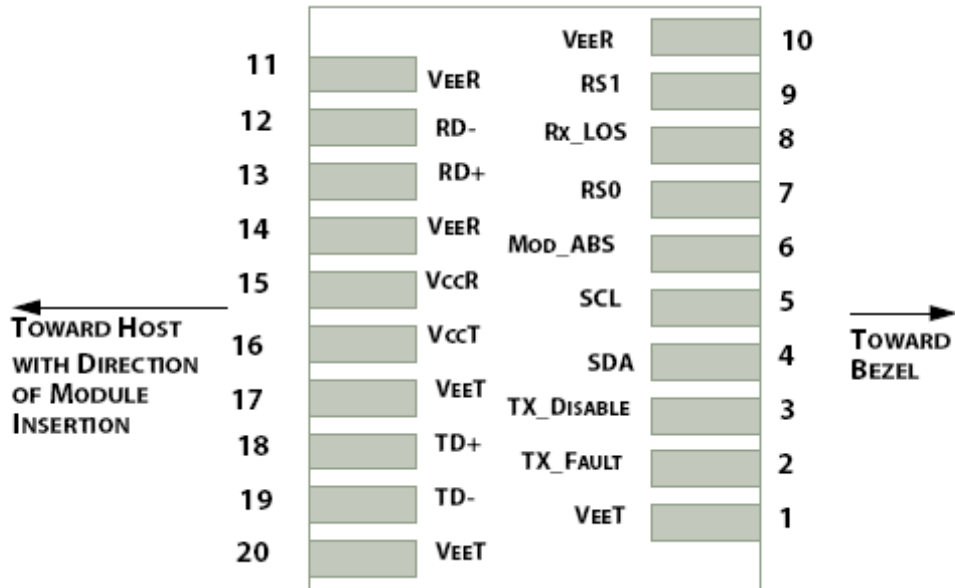 VEER 10
11 VEER
RS1 9
12 RD-
Rx_LOS 8
13 RD+
RS0 7
14 VEER
MOD_ABS 6
15 VCCR
SCL 5
TOWARD HOST
WITH DIRECTION
OF MODULE
INSERTION
TOWARD
BEZEL
16 VCCT
SDA 4
17 VEET
TX_DISABLE 3
18 TD+
TX_FAULT 2
19 TD-
VEET 1
20 VEET